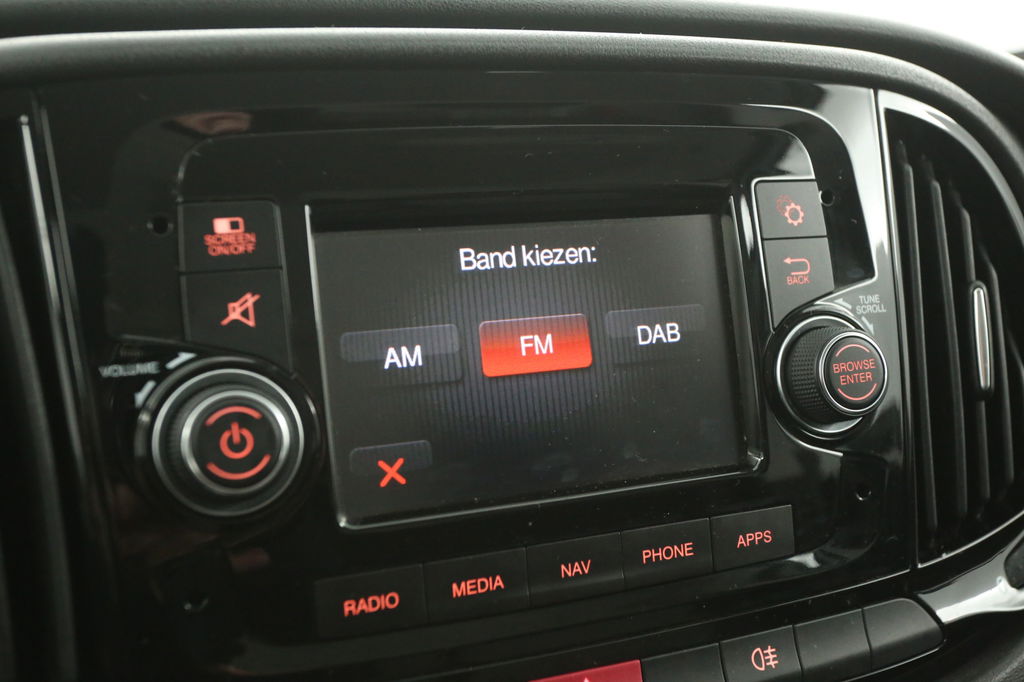 SCREEN
ON/OFF
Band kiezen:
AM
FM
DAB
BACK
TUNE
SCROLL
VOLUME
BROWSE
ENTER
RADIO
MEDIA
NAV
PHONE
APPS